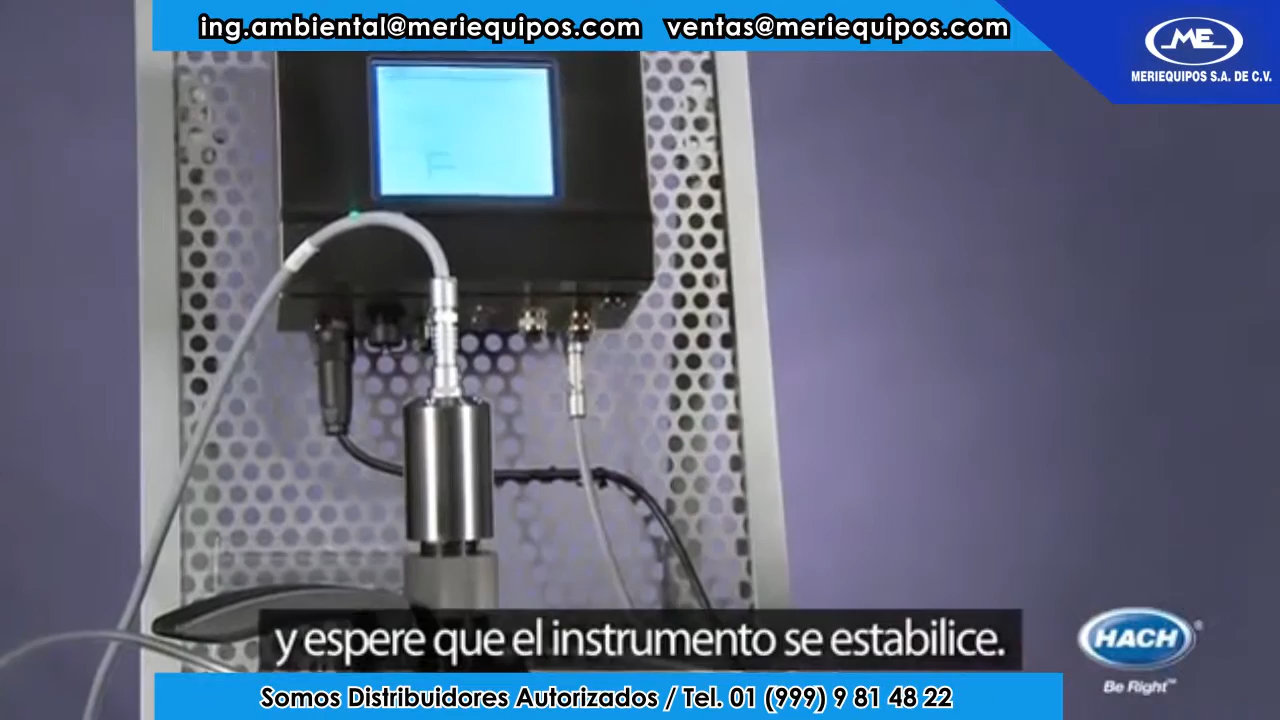 ing.ambiental@meriequipos.com ventas@meriequipos.com
ME
MERIEQUIPOS S.A. DE C.V.
y espere que el instrumento se estabilice.
HACH®
Be Right™
Somos Distribuidores Autorizados / Tel. 01 (999) 9 81 48 22